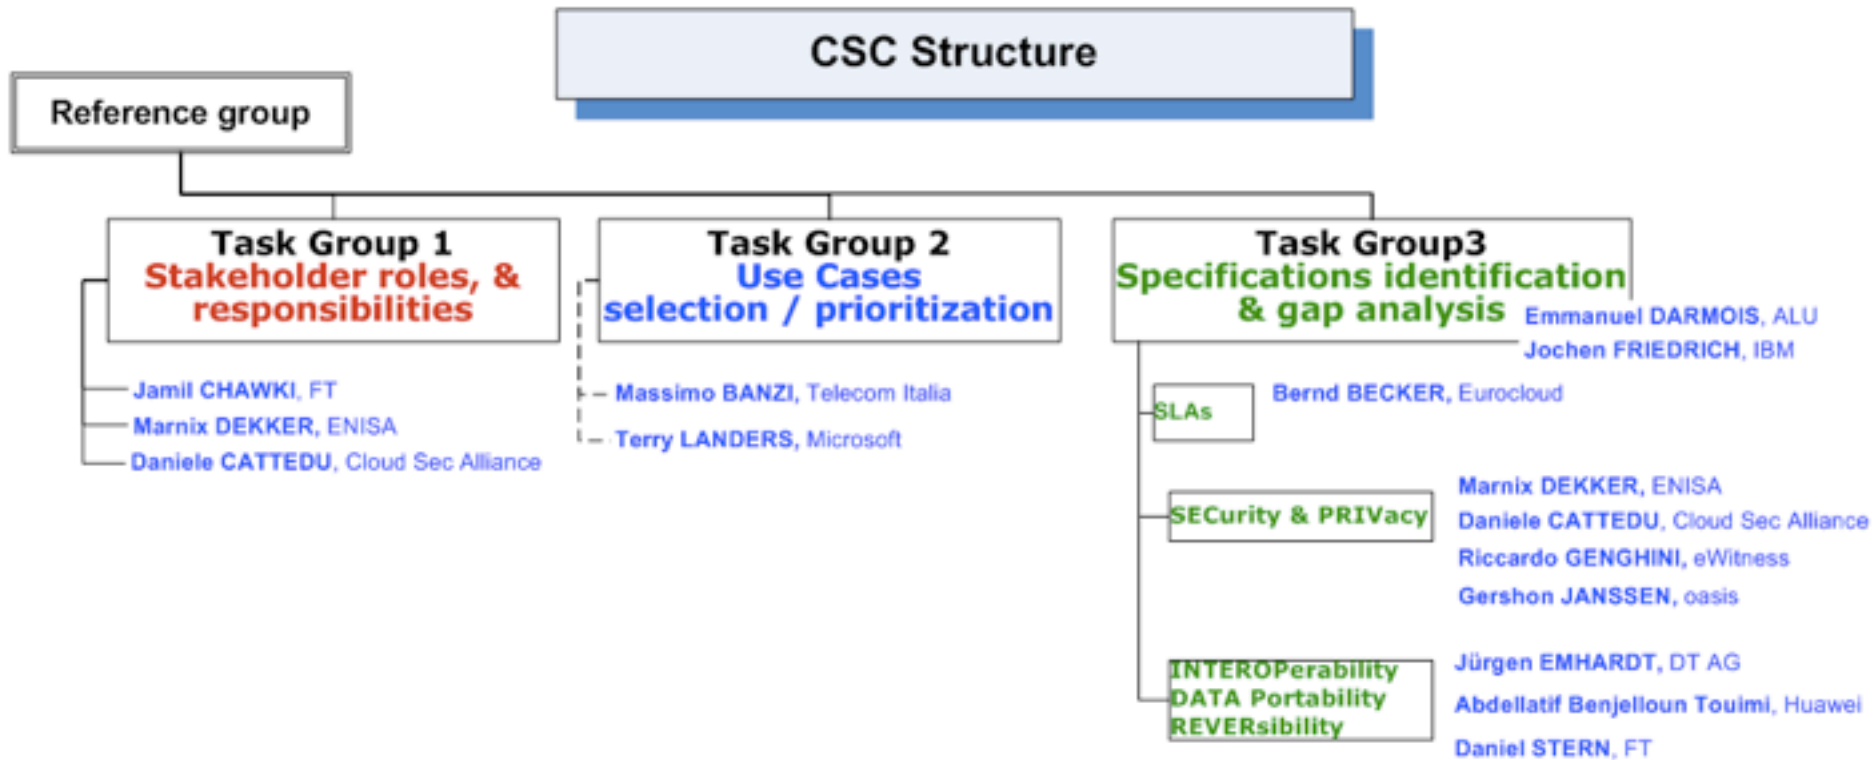 CSC Structure
Reference group
Task Group 1
Stakeholder roles, &
responsibilities
Jamil CHAWKI, FT
Marnix DEKKER, ENISA
Daniele CATTEDU, Cloud Sec Alliance
Task Group 2
Use Cases
selection / prioritization
Massimo BANZI, Telecom Italia
Terry LANDERS, Microsoft
Task Group3
Specifications identification
& gap analysis
Emmanuel DARMOIS, ALU
Jochen FRIEDRICH, IBM
SLAs
Bernd BECKER, Eurocloud
SECurity & PRIVacy
Marnix DEKKER, ENISA
Daniele CATTEDU, Cloud Sec Alliance
Riccardo GENGHINI, eWitness
Gershon JANSSEN, oasis
INTEROPerability
DATA Portability
REVERsibility
Jürgen EMHARDT, DT AG
Abdellatif Benjelloun Touimi, Huawei
Daniel STERN, FT